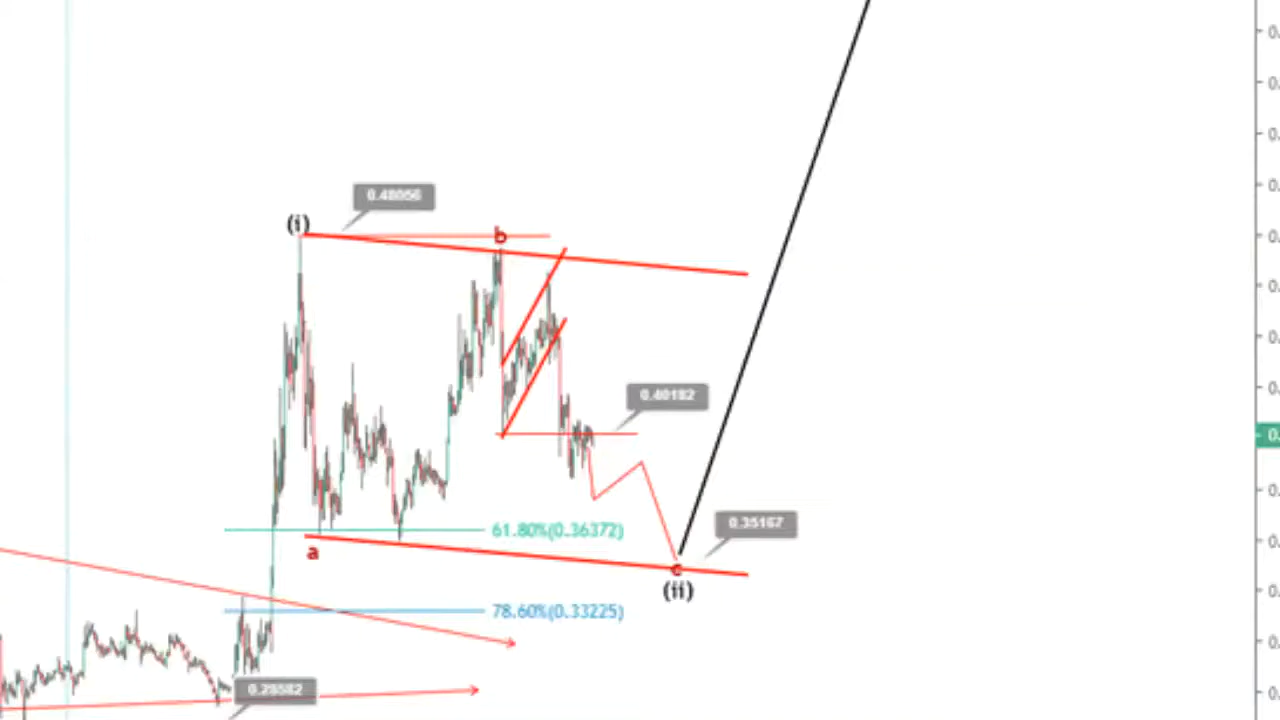 0.48056
(i)
b
0.40182
0.35167
61.80%(0.36372)
a
c
(ii)
78.60%(0.33225)
0.28582